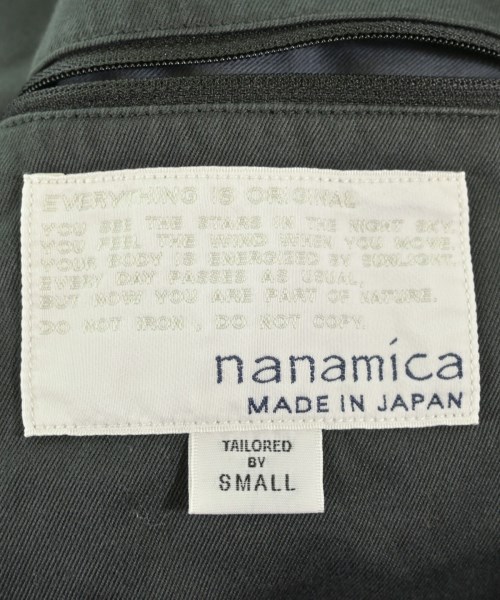 EVERYTHING IS ORIGINAL
YOU SEE THE STARS IN THE NIGHT SKY.
YOU FEEL THE WIND WHEN YOU MOVE.
YOUR BODY IS ENERGISED BY SUNLIGHT.
EVERY DAY PASSES AS USUAL,
BUT NOW YOU ARE PART OF NATURE.
DO NOT IRON, DO NOT COPY.
nanamica
MADE IN JAPAN
TAILORED
BY
SMALL